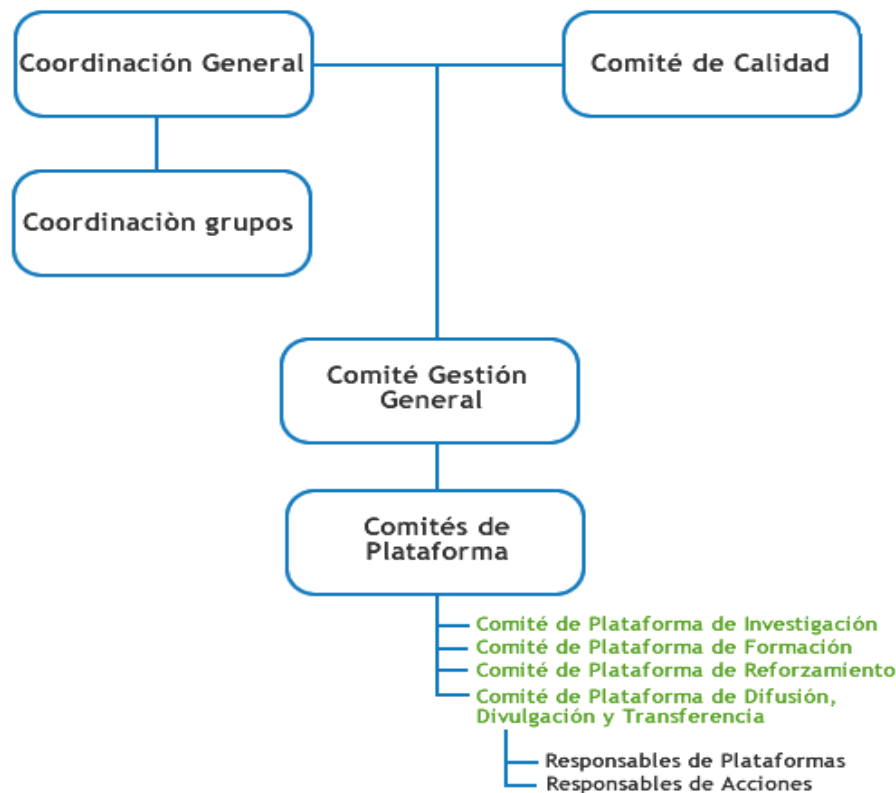 Coordinación General
Comité de Calidad
Coordinaciòn grupos
Comité Gestión
General
Comités de
Plataforma
Comité de Plataforma de Investigación
Comité de Plataforma de Formación
Comité de Plataforma de Reforzamiento
Comité de Plataforma de Difusión,
Divulgación y Transferencia
Responsables de Plataformas
Responsables de Acciones